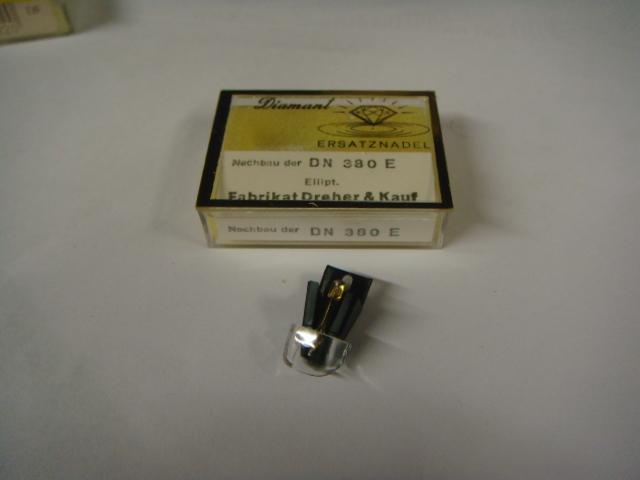 Diamant
ERSATZNADEL
Nachbau der DN 380 E
Ellipt.
Fabrikat Dreher & Kauf
Nachbau der DN 380 E